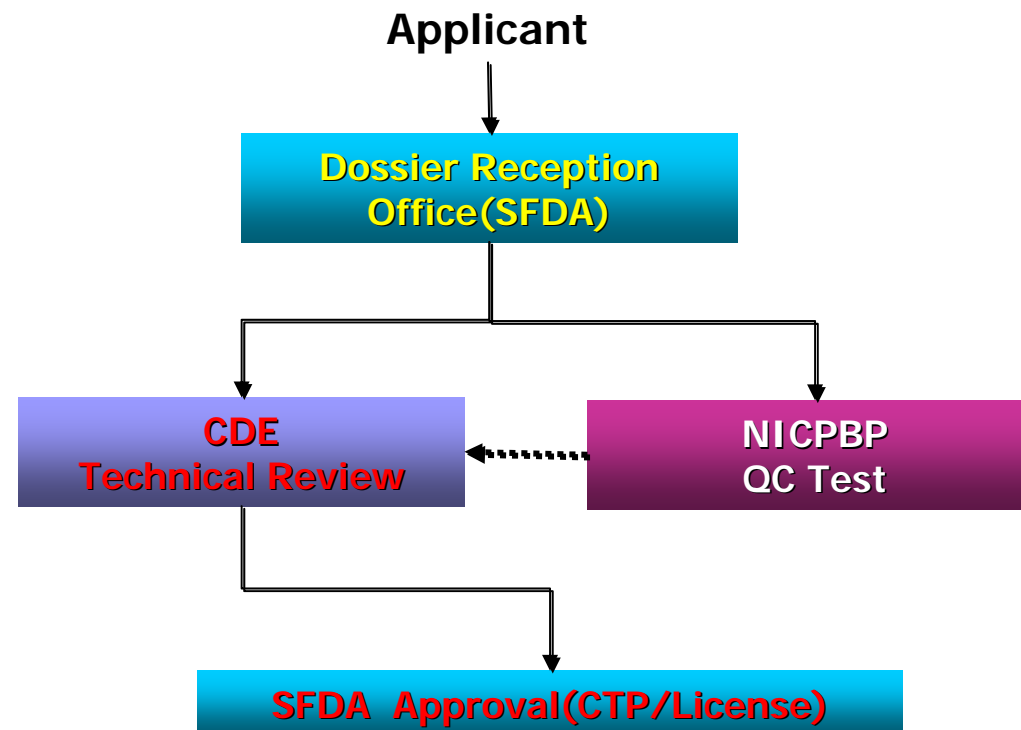 Applicant
Dossier Reception
Office(SFDA)
CDE
Technical Review
NICPBP
QC Test
SFDA Approval(CTP/License)